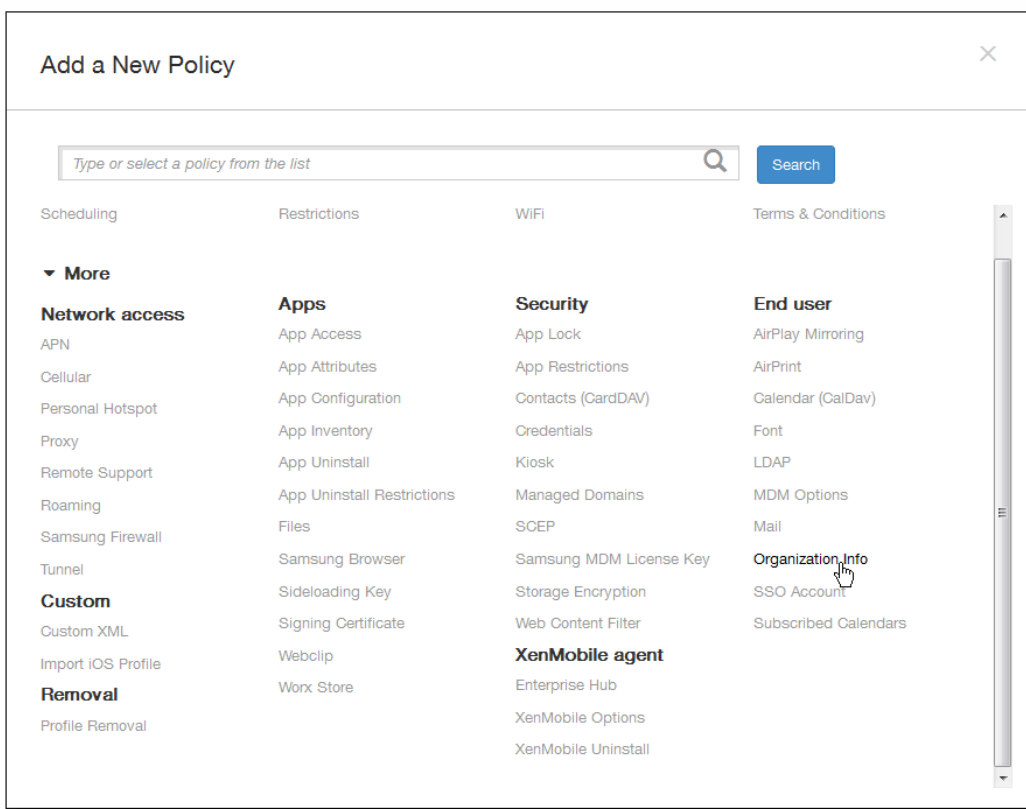 Add a New Policy
Type or select a policy from the list
Search
Scheduling
Restrictions
WiFi
Terms & Conditions
More
Network access
APN
Cellular
Personal Hotspot
Proxy
Remote Support
Roaming
Samsung Firewall
Tunnel
Custom
Custom XML
Import iOS Profile
Removal
Profile Removal
Apps
App Access
App Attributes
App Configuration
App Inventory
App Uninstall
App Uninstall Restrictions
Files
Samsung Browser
Sideloading Key
Signing Certificate
Webclip
Worx Store
Security
App Lock
App Restrictions
Contacts (CardDAV)
Credentials
Kiosk
Managed Domains
SCEP
Samsung MDM License Key
Storage Encryption
Web Content Filter
XenMobile agent
Enterprise Hub
XenMobile Options
XenMobile Uninstall
End user
AirPlay Mirroring
AirPrint
Calendar (CalDav)
Font
LDAP
MDM Options
Mail
Organization Info
SSO Account
Subscribed Calendars